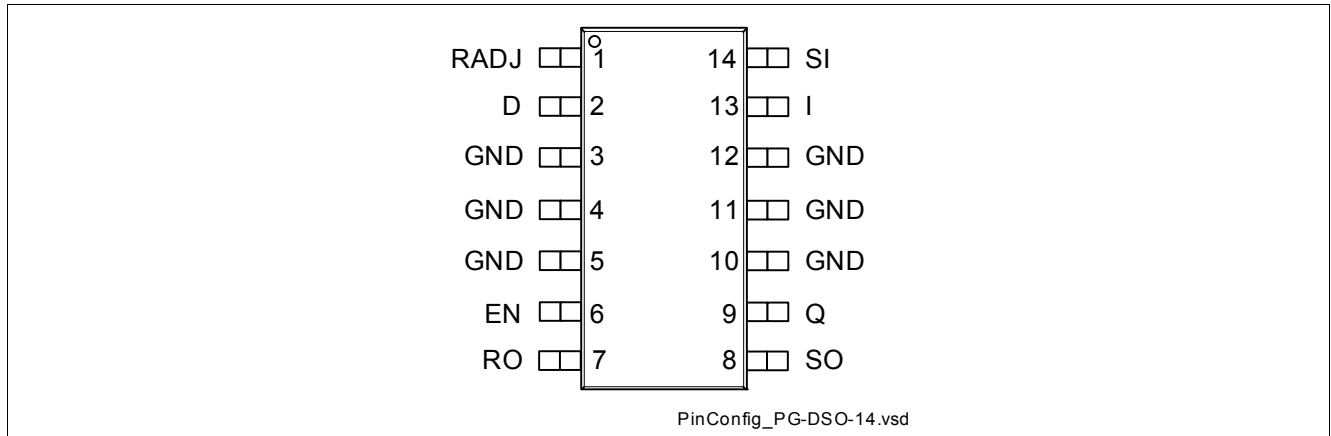 RADJ 1 14 SI
D 2 13 I
GND 3 12 GND
GND 4 11 GND
GND 5 10 GND
EN 6 9 Q
RO 7 8 SO
PinConfig_PG-DSO-14.vsd